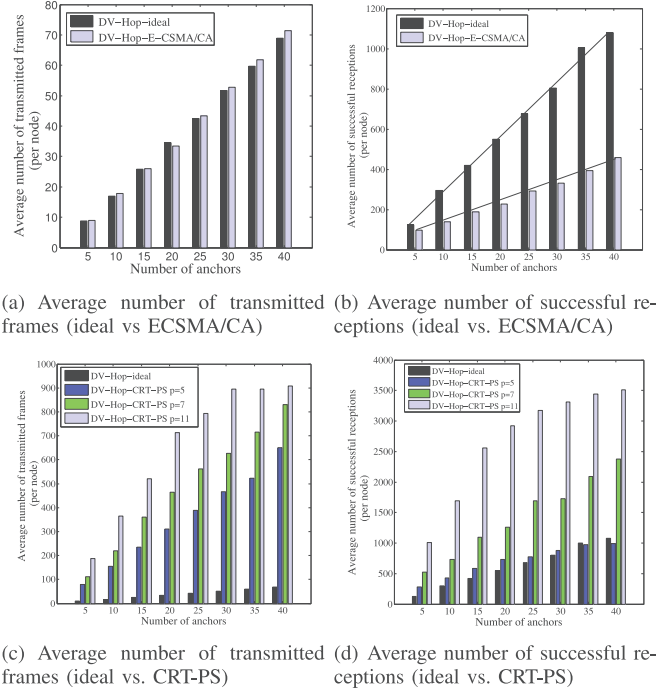 80
70
60
50
40
30
20
10
0
Average number of transmitted frames
(per node)
DV−Hop−ideal
DV−Hop−E−CSMA/CA
5 10 15 20 25 30 35 40
Number of anchors
1200
1000
800
600
400
200
0
Average number of successful receptions
(per node)
DV−Hop−ideal
DV−Hop−E−CSMA/CA
5 10 15 20 25 30 35 40
Number of anchors
(a) Average number of transmitted
frames (ideal vs ECSMA/CA)
(b) Average number of successful re-
ceptions (ideal vs. ECSMA/CA)
1000
900
800
700
600
500
400
300
200
100
0
Average number of transmitted frames
(per node)
DV−Hop−ideal
DV−Hop−CRT−PS p=5
DV−Hop−CRT−PS p=7
DV−Hop−CRT−PS p=11
5 10 15 20 25 30 35 40
Number of anchors
4000
3500
3000
2500
2000
1500
1000
500
0
Average number of successful receptions
(per node)
DV−Hop−ideal
DV−Hop−CRT−PS p=5
DV−Hop−CRT−PS p=7
DV−Hop−CRT−PS p=11
5 10 15 20 25 30 35 40
Number of anchors
(c) Average number of transmitted
frames (ideal vs. CRT-PS)
(d) Average number of successful re-
ceptions (ideal vs. CRT-PS)